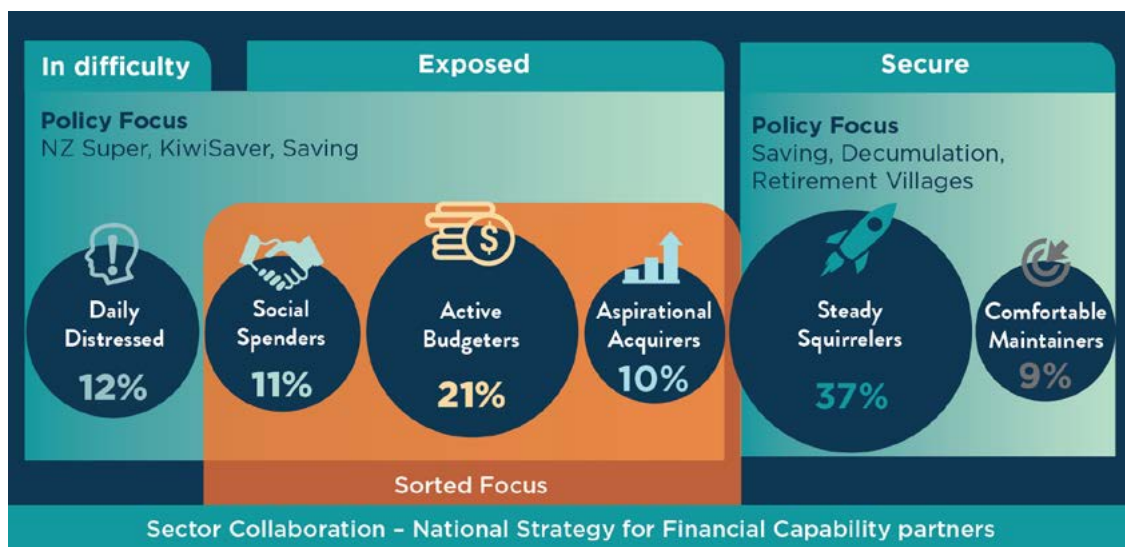 In difficulty
Exposed
Secure
Policy Focus
NZ Super, KiwiSaver, Saving
Policy Focus
Saving, Decumulation,
Retirement Villages
$
Daily
Distressed
12%
Social
Spenders
11%
Active
Budgeters
21%
Aspirational
Acquirers
10%
Steady
Squirrelers
37%
Comfortable
Maintainers
9%
Sorted Focus
Sector Collaboration – National Strategy for Financial Capability partners